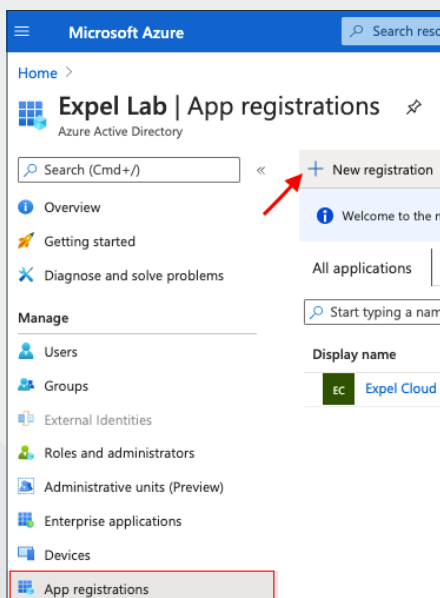 Microsoft Azure
Search reso
Home >
Expel Lab | App registrations
Azure Active Directory
Search (Cmd+/)
«
+ New registration
Overview
Welcome to the n
Getting started
Diagnose and solve problems
All applications
Start typing a nam
Manage
Display name
Users
EC Expel Cloud
Groups
External Identities
Roles and administrators
Administrative units (Preview)
Enterprise applications
Devices
App registrations